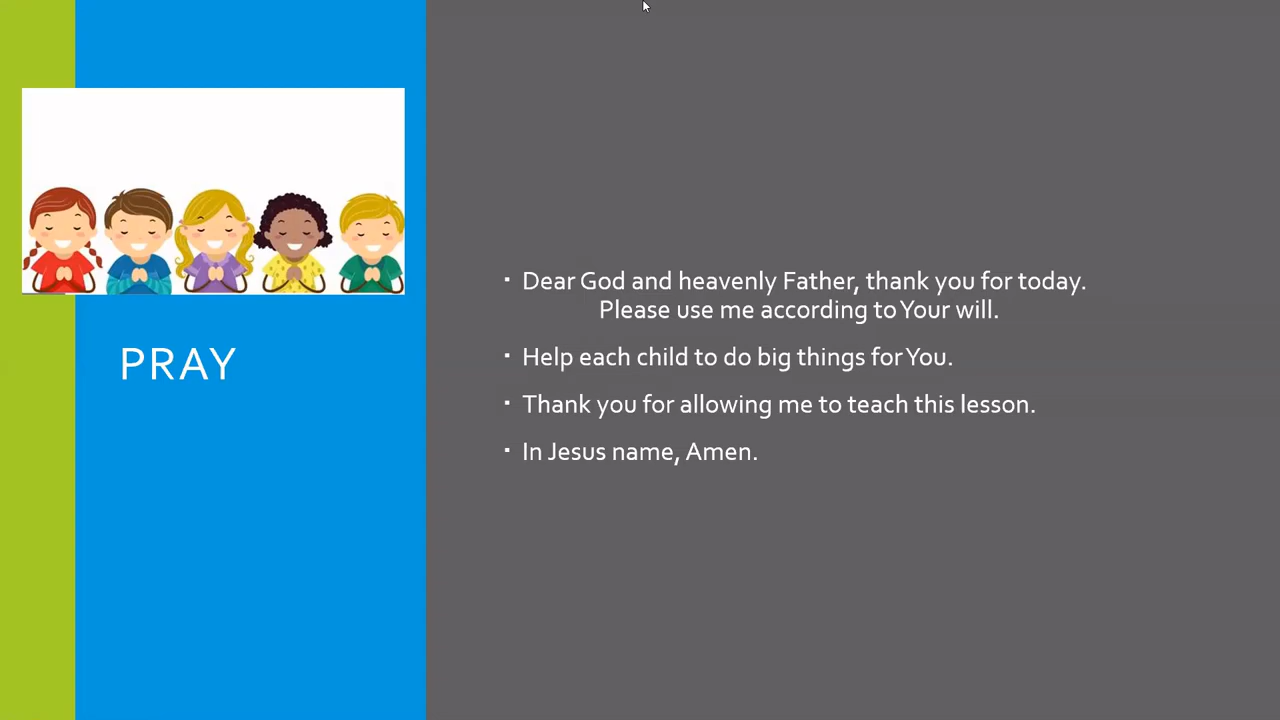 PRAY
▪ Dear God and heavenly Father, thank you for today.
Please use me according to Your will.
▪ Help each child to do big things for You.
▪ Thank you for allowing me to teach this lesson.
▪ In Jesus name, Amen.